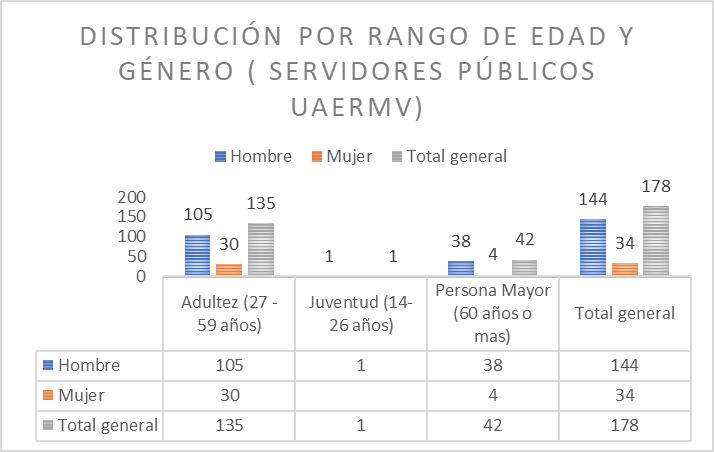 DISTRIBUCIÓN POR RANGO DE EDAD Y
GÉNERO ( SERVIDORES PÚBLICOS
UAERMV)
Hombre Mujer Total general
200
150
100
50
0
105 30 135
1 1
38 4 42
144 34 178
Adultez (27 -
59 años)
Juventud (14-
26 años)
Persona Mayor
(60 años o
mas)
Total general
Hombre 105 1 38 144
Mujer 30 4 34
Total general 135 1 42 178